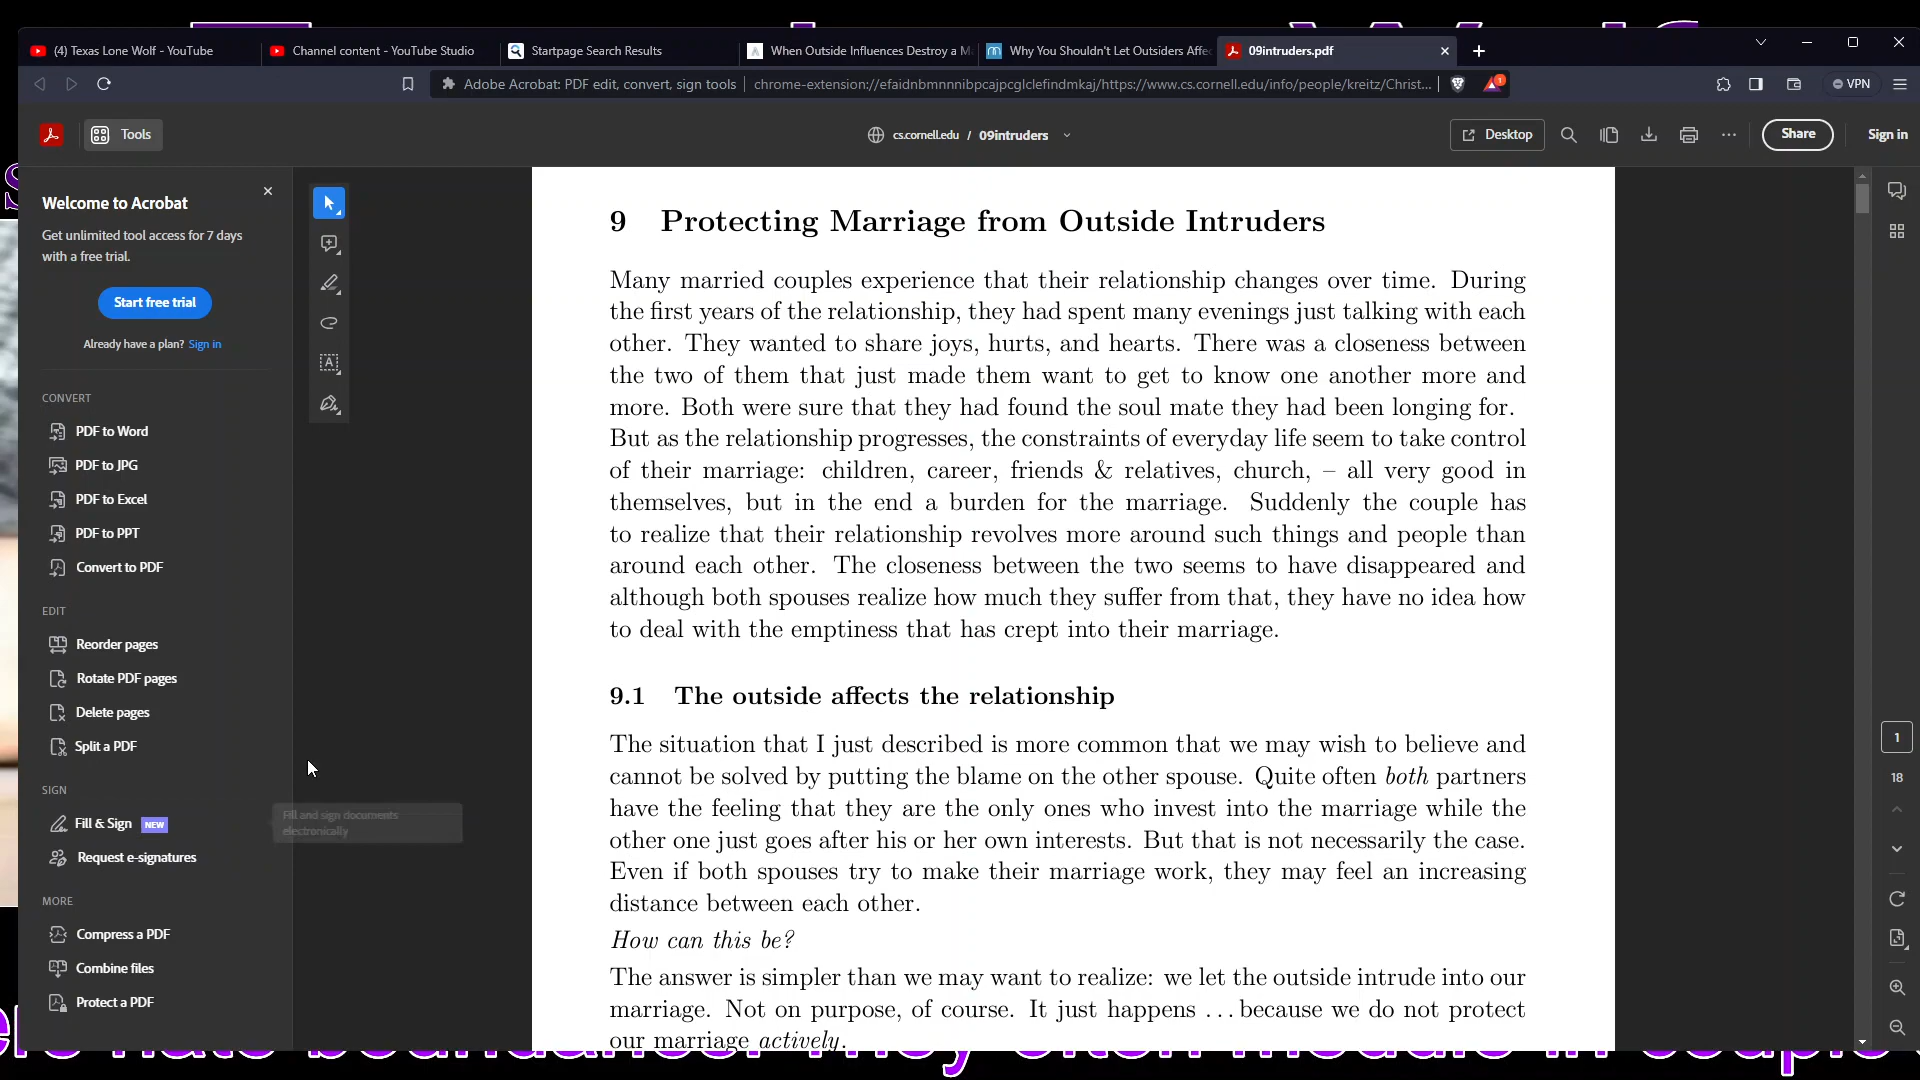 (4) Texas Lone Wolf - YouTube
Channel content - YouTube Studio
Startpage Search Results
When Outside Influences Destroy a M
Why You Shouldn't Let Outsiders Affe
09intruders.pdf
Adobe Acrobat: PDF edit, convert, sign tools
chrome-extension://efaidnbmnnnibpcajpcglclefindmkaj/https://www.cs.cornell.edu/info/people/kreitz/Christ...
1
VPN
Tools
cs.cornell.edu / 09intruders
Desktop
Share
Sign in
Welcome to Acrobat
Get unlimited tool access for 7 days
with a free trial.
Start free trial
Already have a plan? Sign in
CONVERT
PDF to Word
PDF to JPG
PDF to Excel
PDF to PPT
Convert to PDF
EDIT
Reorder pages
Rotate PDF pages
Delete pages
Split a PDF
SIGN
Fill & Sign NEW
Fill and sign documents
electronically
Request e-signatures
MORE
Compress a PDF
Combine files
Protect a PDF
9 Protecting Marriage from Outside Intruders
Many married couples experience that their relationship changes over time. During
the first years of the relationship, they had spent many evenings just talking with each
other. They wanted to share joys, hurts, and hearts. There was a closeness between
the two of them that just made them want to get to know one another more and
more. Both were sure that they had found the soul mate they had been longing for.
But as the relationship progresses, the constraints of everyday life seem to take control
of their marriage: children, career, friends & relatives, church, – all very good in
themselves, but in the end a burden for the marriage. Suddenly the couple has
to realize that their relationship revolves more around such things and people than
around each other. The closeness between the two seems to have disappeared and
although both spouses realize how much they suffer from that, they have no idea how
to deal with the emptiness that has crept into their marriage.
9.1 The outside affects the relationship
The situation that I just described is more common that we may wish to believe and
cannot be solved by putting the blame on the other spouse. Quite often both partners
have the feeling that they are the only ones who invest into the marriage while the
other one just goes after his or her own interests. But that is not necessarily the case.
Even if both spouses try to make their marriage work, they may feel an increasing
distance between each other.
How can this be?
The answer is simpler than we may want to realize: we let the outside intrude into our
marriage. Not on purpose, of course. It just happens ... because we do not protect
our marriage actively.
1
18